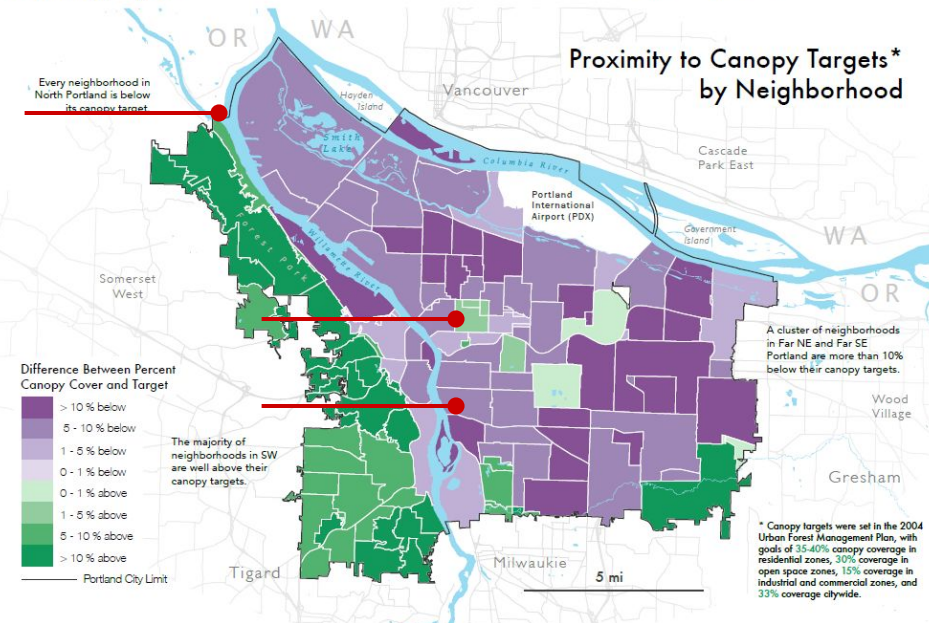 Proximity to Canopy Targets*
by Neighborhood
OR
WA
Every neighborhood in
North Portland is below
its canopy target.
Hayden
Island
Vancouver
Smith
Lake
Columbia River
Cascade
Park East
Portland
International
Airport (PDX)
Government
Island
WA
OR
Forest Park
Willamette River
Somerset
West
A cluster of neighborhoods
in Far NE and Far SE
Portland are more than 10%
below their canopy targets.
Difference Between Percent
Canopy Cover and Target
> 10 % below
5 - 10 % below
1 - 5 % below
0 - 1 % below
0 - 1 % above
1 - 5 % above
5 - 10 % above
> 10 % above
Portland City Limit
The majority of
neighborhoods in SW
are well above their
canopy targets.
Wood
Village
Gresham
Tigard
Milwaukie
5 mi
* Canopy targets were set in the 2004
Urban Forest Management Plan, with
goals of 35-40% canopy coverage in
residential zones, 30% coverage in
open space zones, 15% coverage in
industrial and commercial zones, and
33% coverage citywide.